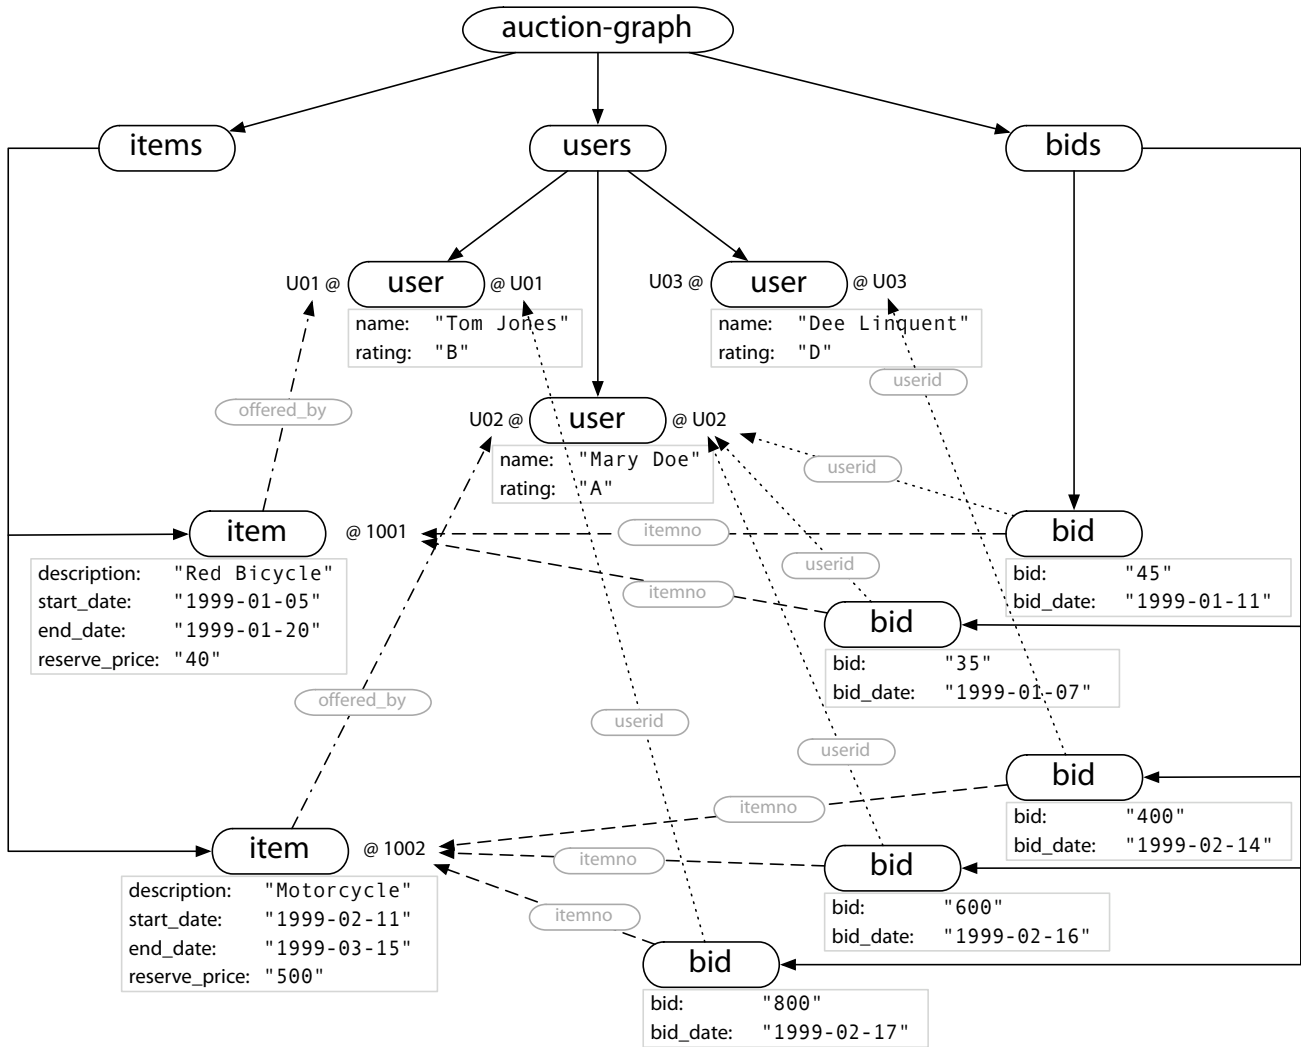 auction-graph
items
users
bids
U01 @ user @ U01
U03 @ user @ U03
name: "Tom Jones"
rating: "B"
name: "Dee Linquent"
rating: "D"
userid
offered_by
U02 @ user @ U02
name: "Mary Doe"
rating: "A"
userid
item @ 1001
itemno
bid
description: "Red Bicycle"
start_date: "1999-01-05"
end_date: "1999-01-20"
reserve_price: "40"
bid: "45"
bid_date: "1999-01-11"
userid
itemno
bid
bid: "35"
bid_date: "1999-01-07"
offered_by
userid
userid
bid
bid: "400"
bid_date: "1999-02-14"
itemno
item @ 1002
itemno
bid
description: "Motorcycle"
start_date: "1999-02-11"
end_date: "1999-03-15"
reserve_price: "500"
bid: "600"
bid_date: "1999-02-16"
itemno
bid
bid: "800"
bid_date: "1999-02-17"